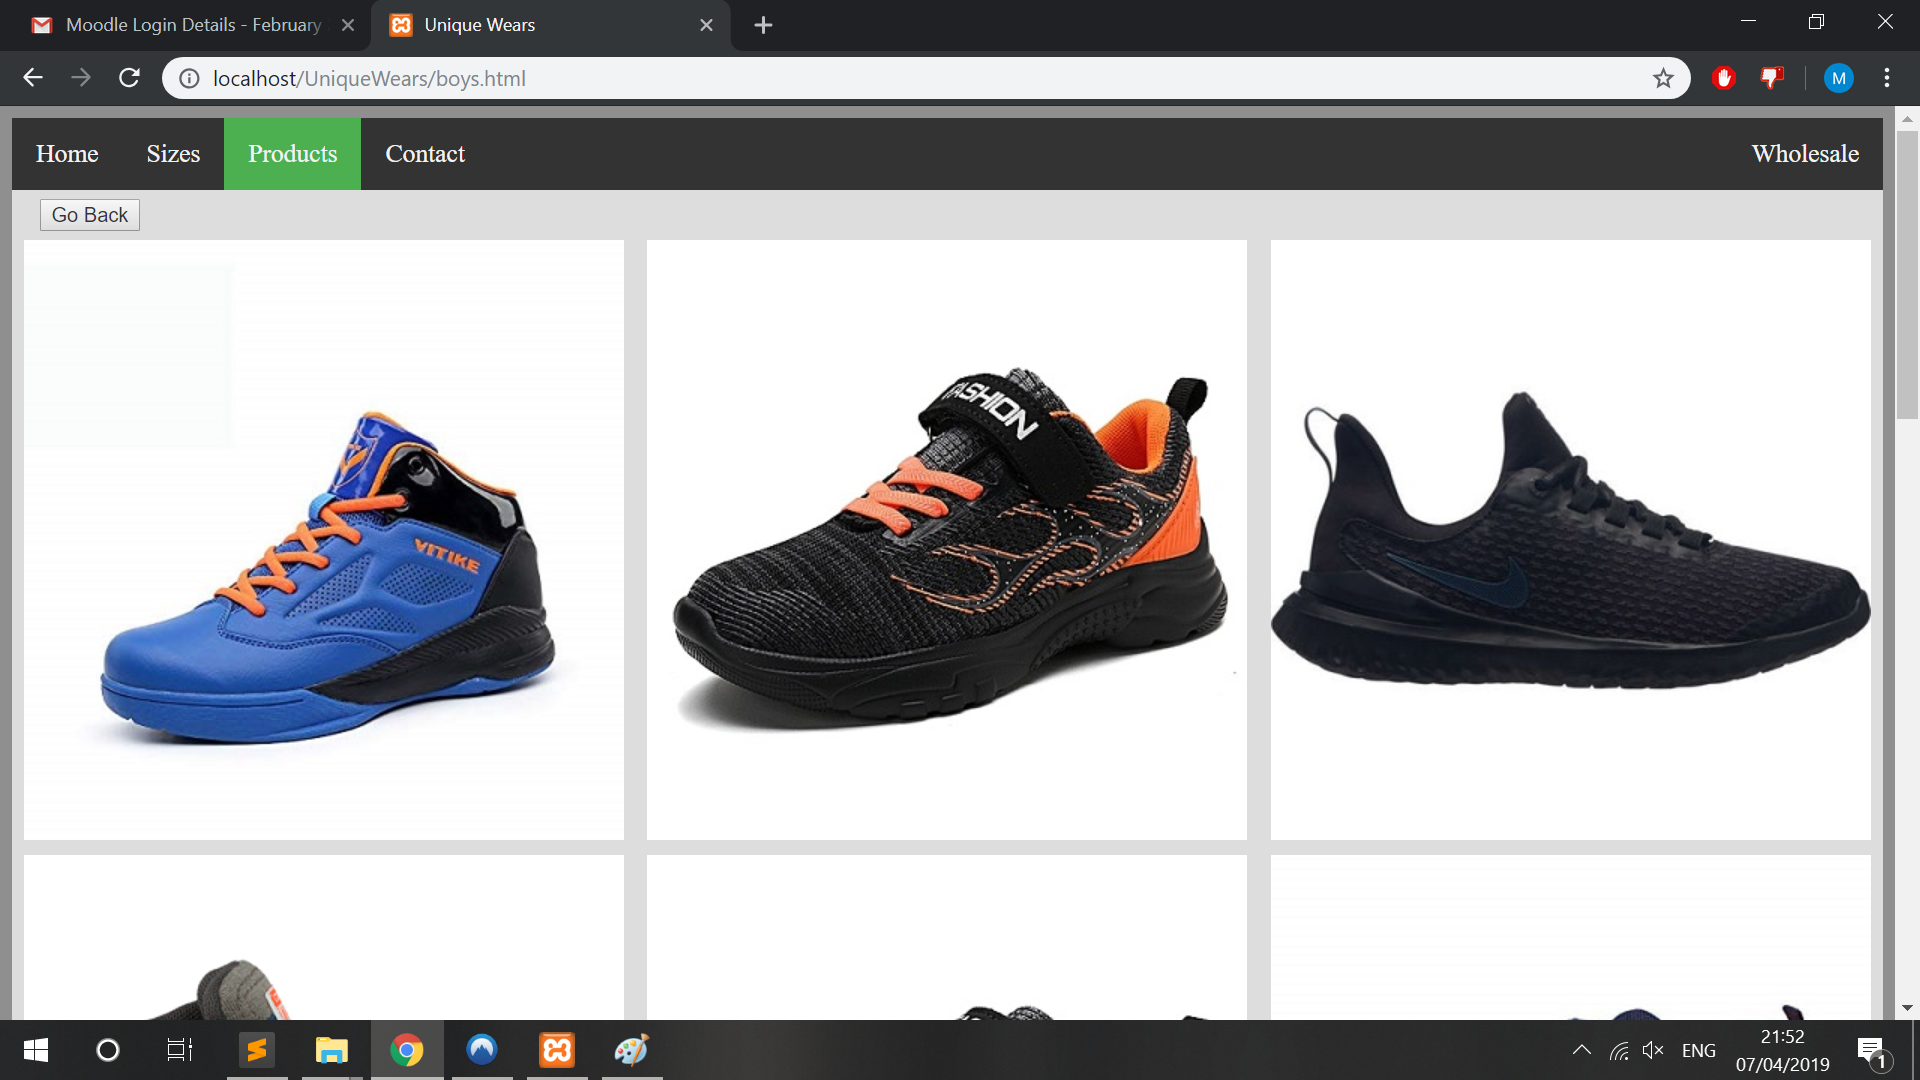 Moodle Login Details - February
Unique Wears
localhost/UniqueWears/boys.html
M
Home
Sizes
Products
Contact
Wholesale
Go Back
VITIKE
FASHION
ENG
21:52
07/04/2019
1